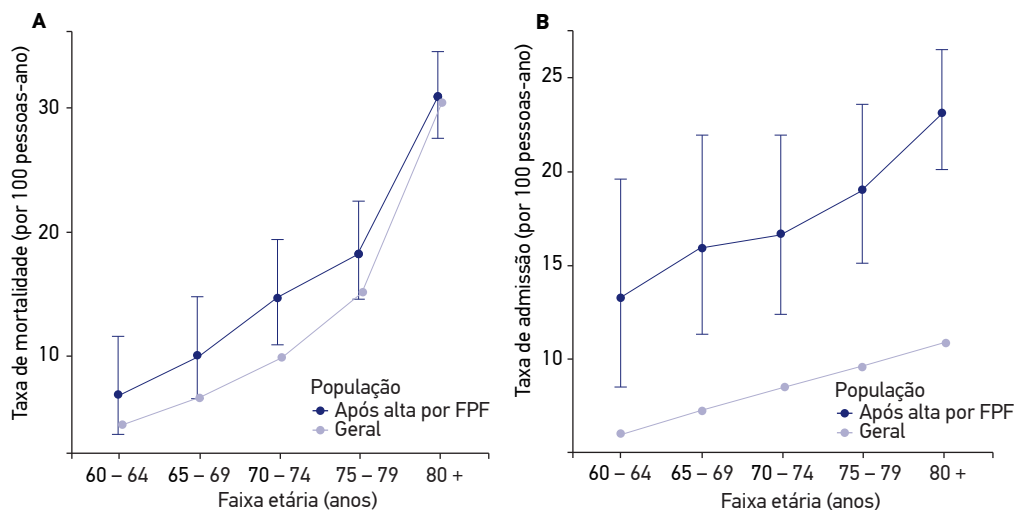 A
Taxa de mortalidade (por 100 pessoas-ano)
30
20
10
População
Após alta por FPF
Geral
60 – 64
65 – 69
70 – 74
75 – 79
80 +
Faixa etária (anos)
B
Taxa de admissão (por 100 pessoas-ano)
25
20
15
10
População
Após alta por FPF
Geral
60 – 64
65 – 69
70 – 74
75 – 79
80 +
Faixa etária (anos)